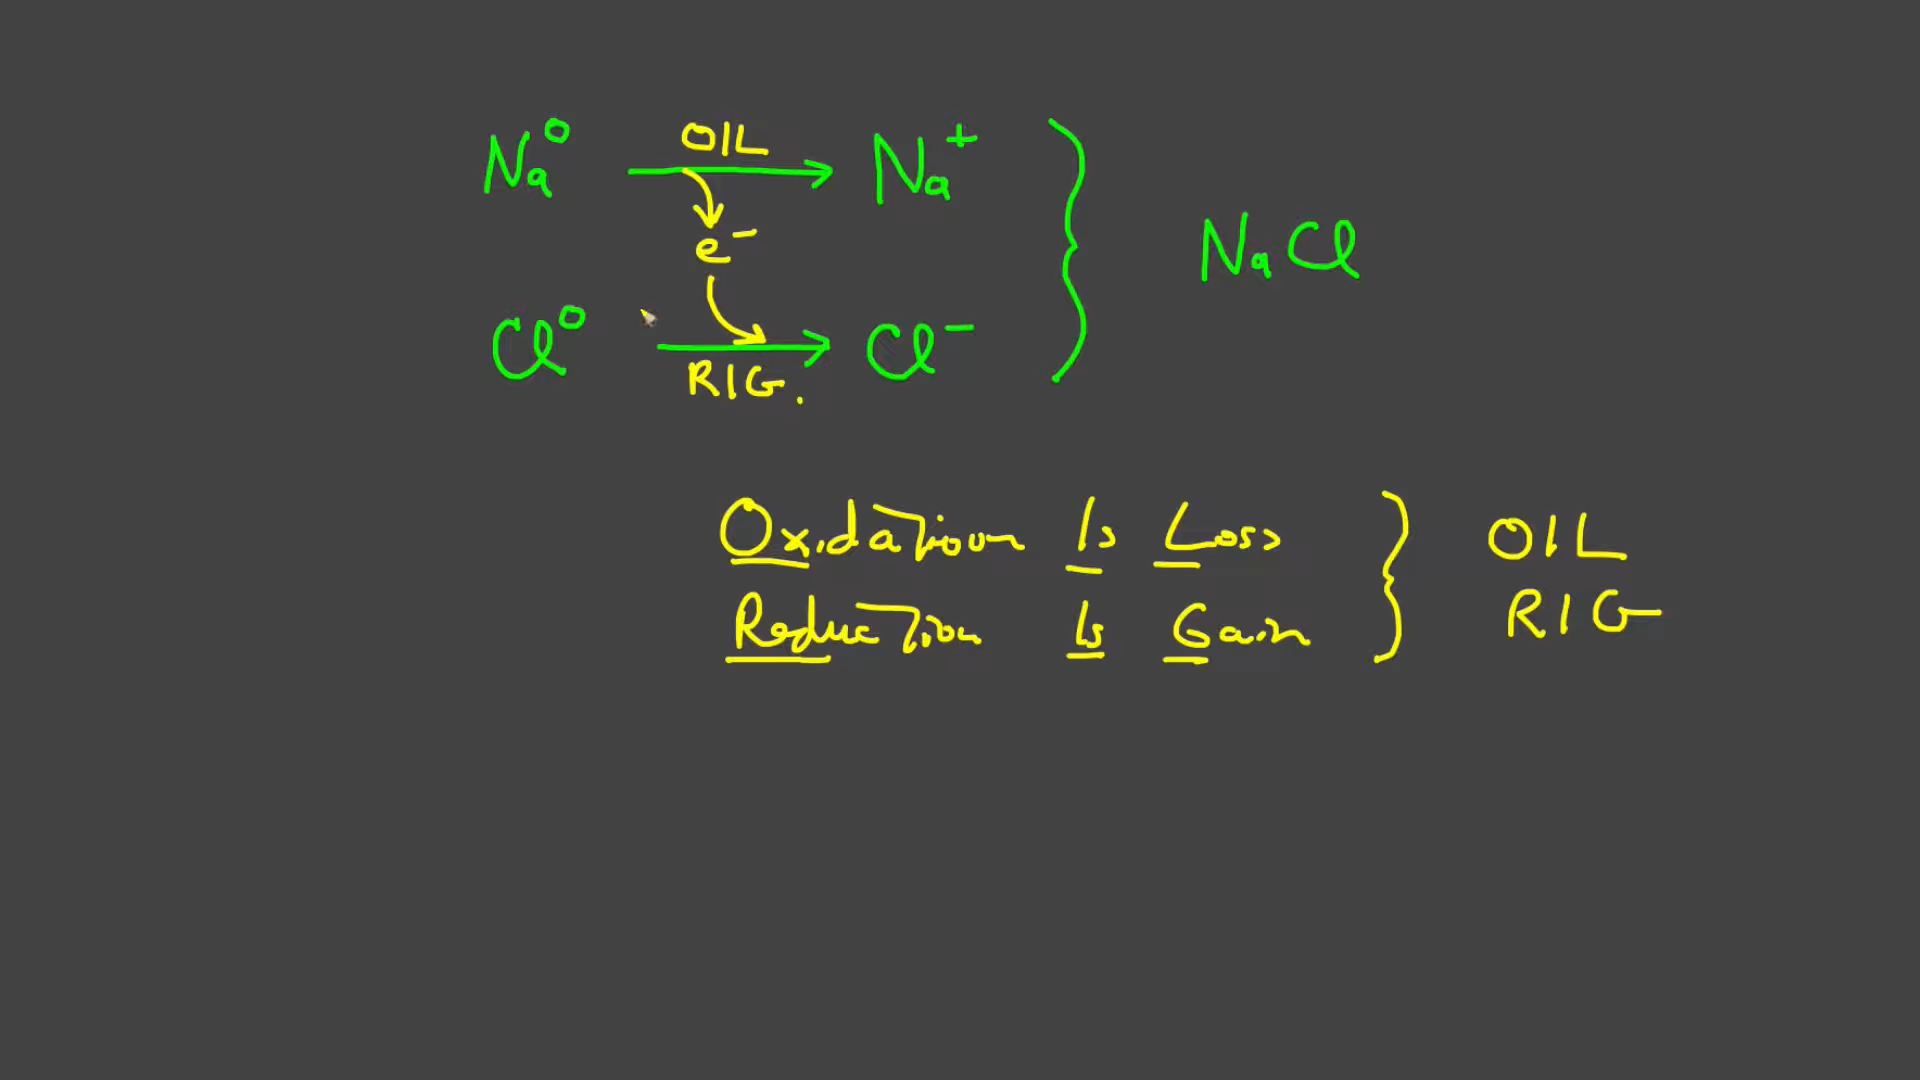 Na⁰ OIL Na⁺
e⁻
NaCl
Cl⁰ RIG. Cl⁻
Oxidation Is Loss OIL
Reduction Is Gain RIG